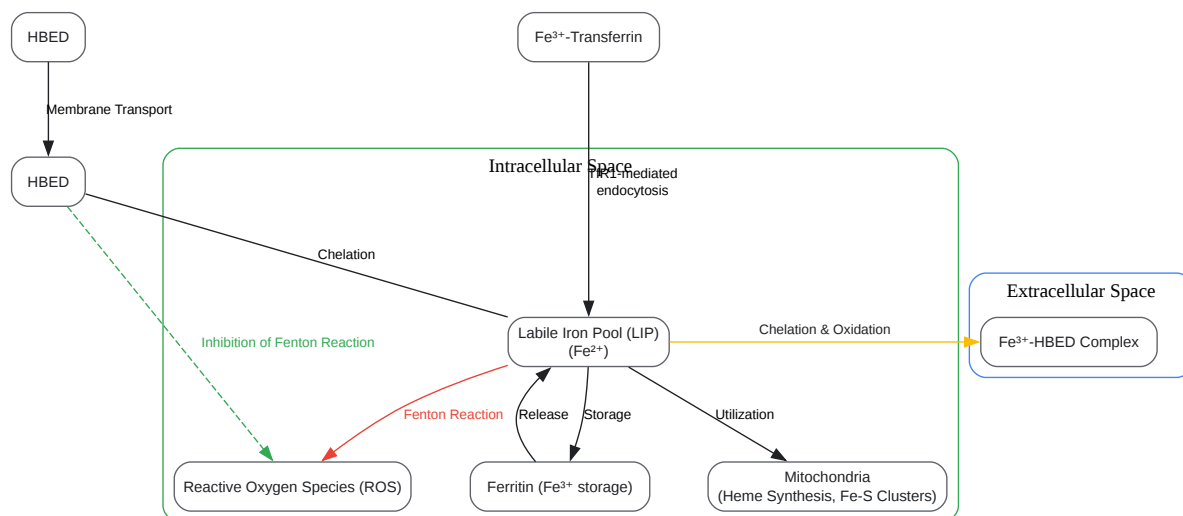 HBED
Fe³⁺-Transferrin
Membrane Transport
Intracellular Space
TfR1-mediated
endocytosis
HBED
Chelation
Extracellular Space
Labile Iron Pool (LIP)
(Fe²⁺)
Chelation & Oxidation
Fe³⁺-HBED Complex
Inhibition of Fenton Reaction
Fenton Reaction
Release
Storage
Utilization
Reactive Oxygen Species (ROS)
Ferritin (Fe³⁺ storage)
Mitochondria
(Heme Synthesis, Fe-S Clusters)